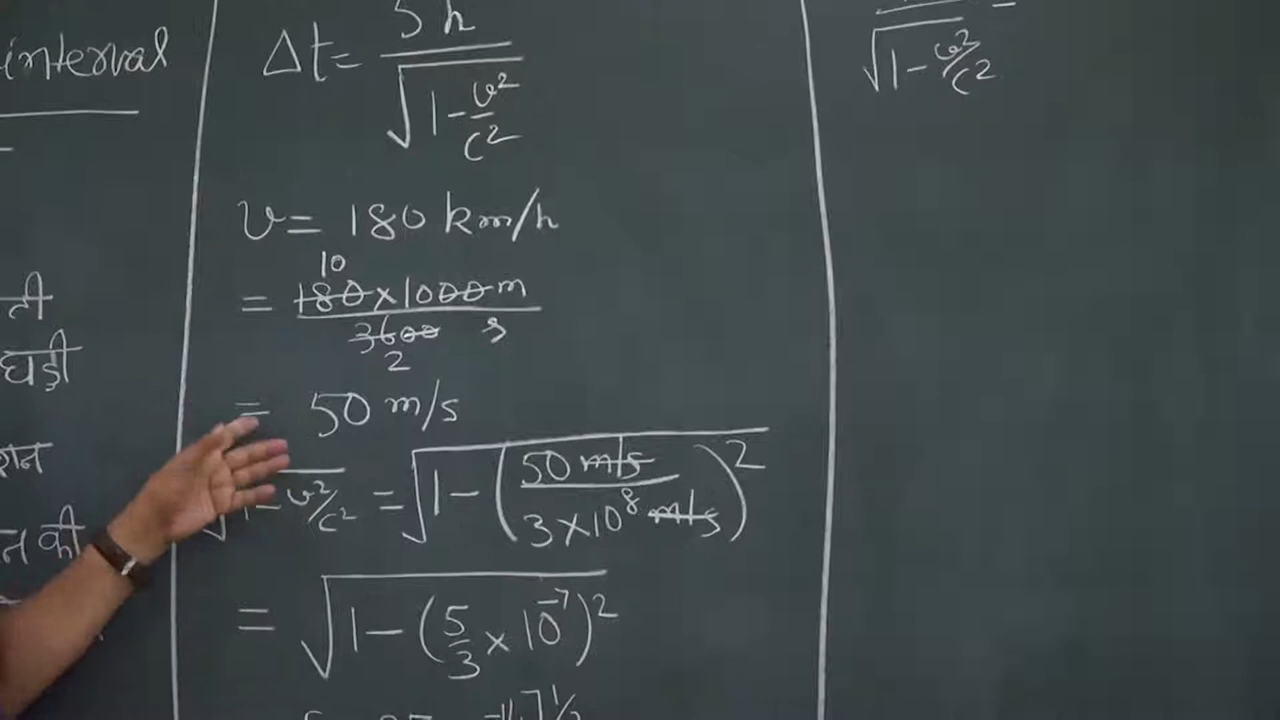 interval
ती
घड़ी
शन
न की
Δt = 5 h / √(1 - v²/c²)
v = 180 km/h
10
= 180 × 1000 m / 3600 s
2
= 50 m/s
√(1 - v²/c²) = √(1 - (50 m/s / 3×10⁸ m/s)²)
= √(1 - (5/3 × 10⁻⁷)²)
√(1 - v²/c²) =